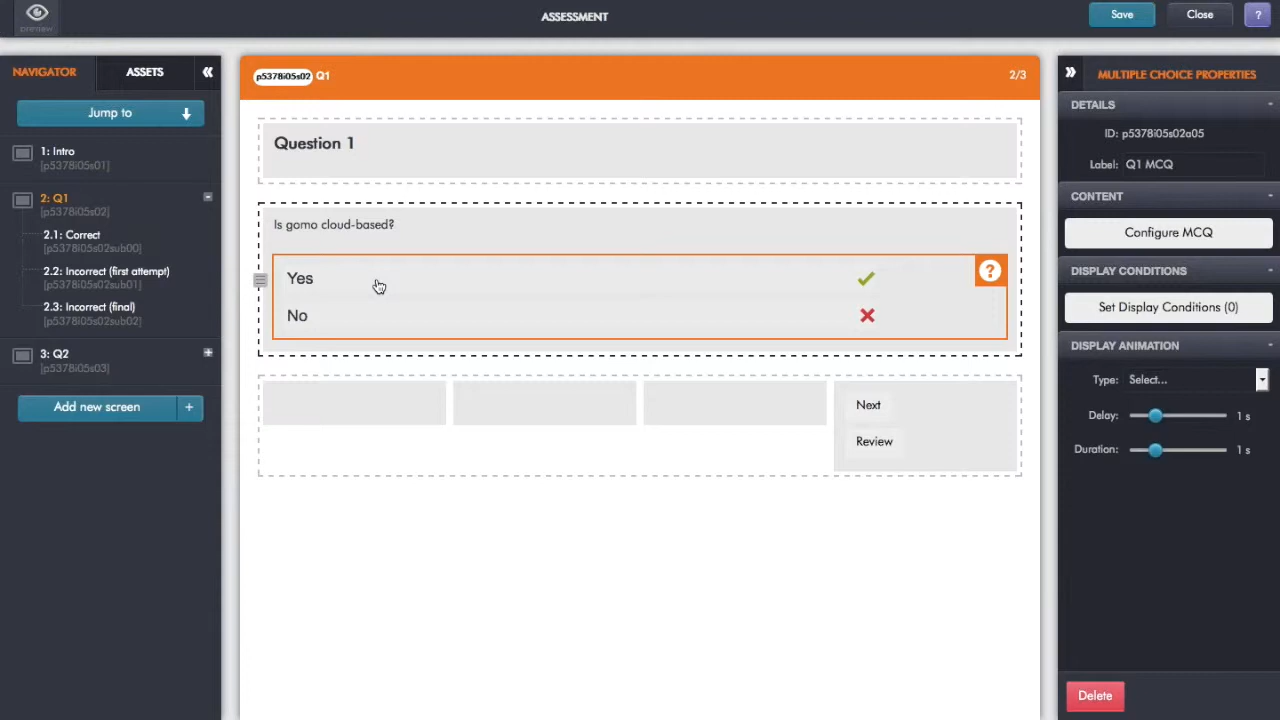 preview
ASSESSMENT
Save
Close
?
NAVIGATOR
ASSETS
«
Jump to
1: Intro
[p5378i05s01]
2: Q1
[p5378i05s02]
2.1: Correct
[p5378i05s02sub00]
2.2: Incorrect (first attempt)
[p5378i05s02sub01]
2.3: Incorrect (final)
[p5378i05s02sub02]
3: Q2
[p5378i05s03]
Add new screen +
p5378i05s02 Q1
2/3
Question 1
Is gomo cloud-based?
Yes
?
No
Next
Review
»
MULTIPLE CHOICE PROPERTIES
DETAILS
ID: p5378i05s02a05
Label: Q1 MCQ
CONTENT
Configure MCQ
DISPLAY CONDITIONS
Set Display Conditions (0)
DISPLAY ANIMATION
Type: Select...
Delay: 1 s
Duration: 1 s
Delete